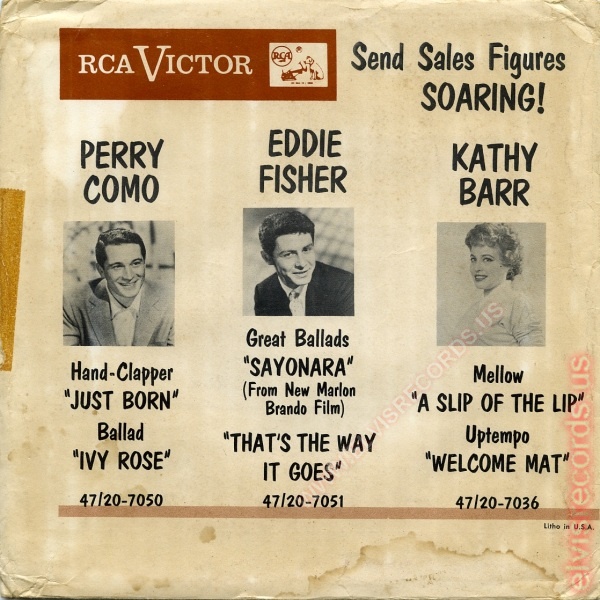 RCA VICTOR
Send Sales Figures
SOARING!
PERRY
COMO
Hand-Clapper
"JUST BORN"
Ballad
"IVY ROSE"
47/20-7050
EDDIE
FISHER
Great Ballads
"SAYONARA"
(From New Marlon
Brando Film)
"THAT'S THE WAY
IT GOES"
47/20-7051
KATHY
BARR
Mellow
"A SLIP OF THE LIP"
Uptempo
"WELCOME MAT"
47/20-7036
Litho in U.S.A.
elvisrecords.us